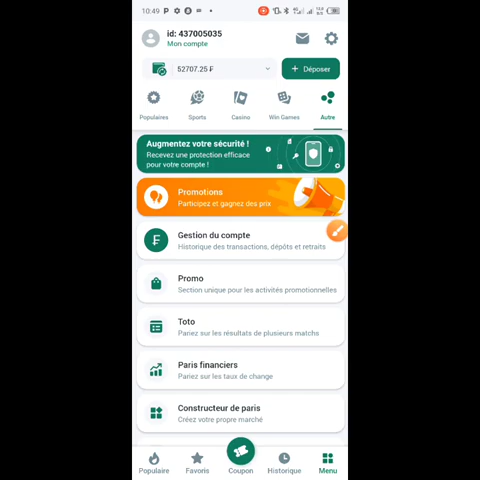 10:49
id: 437005035
Mon compte
52707.25 ₣
+ Déposer
Populaires
Sports
Casino
Win Games
Autre
Augmentez votre sécurité !
Recevez une protection efficace
pour votre compte !
Promotions
Participez et gagnez des prix
Gestion du compte
Historique des transactions, dépôts et retraits
Promo
Section unique pour les activités promotionnelles
Toto
Pariez sur les résultats de plusieurs matchs
Paris financiers
Pariez sur les taux de change
Constructeur de paris
Créez votre propre marché
Populaire
Favoris
Coupon
Historique
Menu